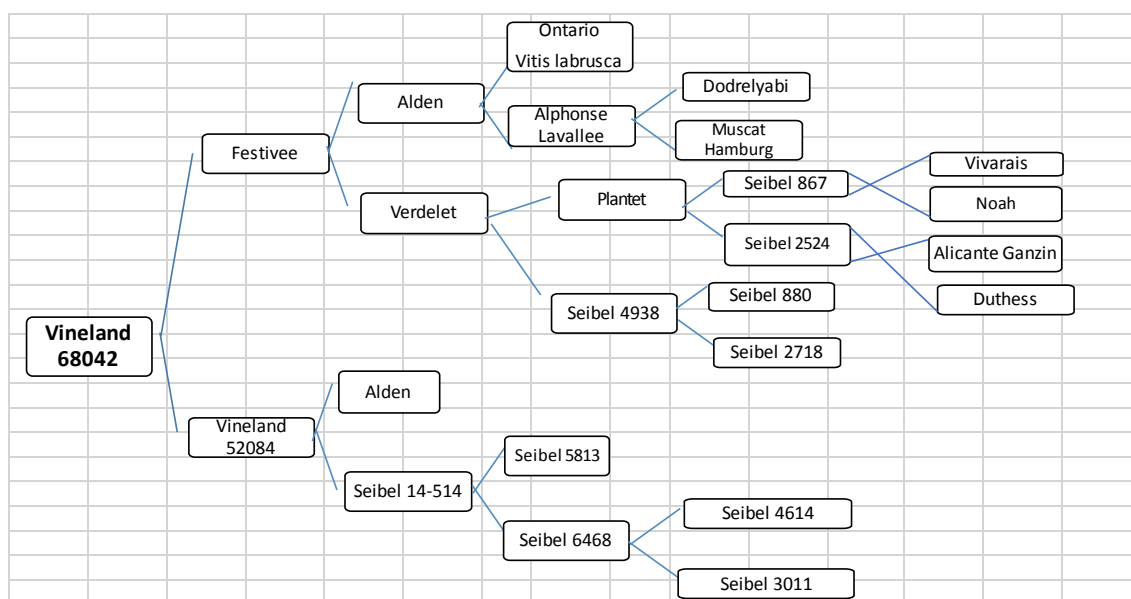 Ontario
Vitis labrusca
Dodrelyabi
Alden
Alphonse
Lavallee
Muscat
Hamburg
Festivee
Vivarais
Seibel 867
Plantet
Noah
Verdelet
Seibel 2524
Alicante Ganzin
Seibel 880
Duthess
Seibel 4938
Vineland
68042
Seibel 2718
Alden
Vineland
52084
Seibel 5813
Seibel 14-514
Seibel 4614
Seibel 6468
Seibel 3011